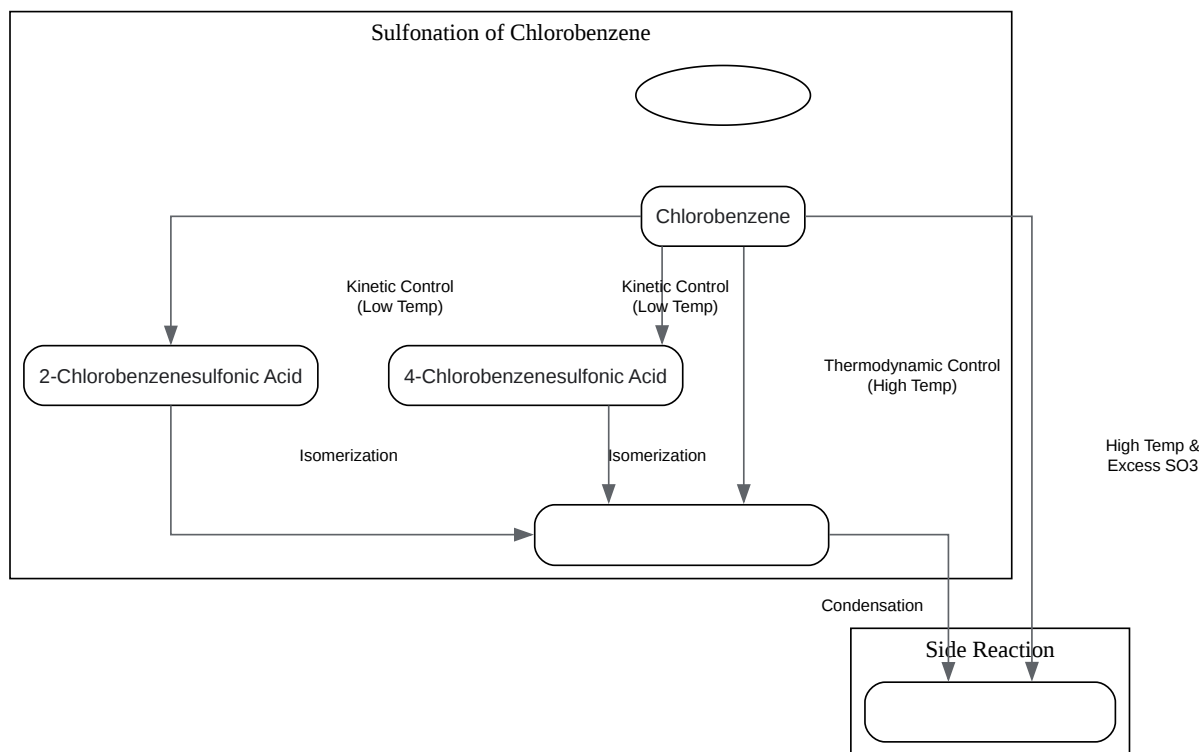 Sulfonation of Chlorobenzene
Chlorobenzene
Kinetic Control
(Low Temp)
Kinetic Control
(Low Temp)
2-Chlorobenzenesulfonic Acid
4-Chlorobenzenesulfonic Acid
Thermodynamic Control
(High Temp)
Isomerization
Isomerization
High Temp &
Excess SO3
Condensation
Side Reaction